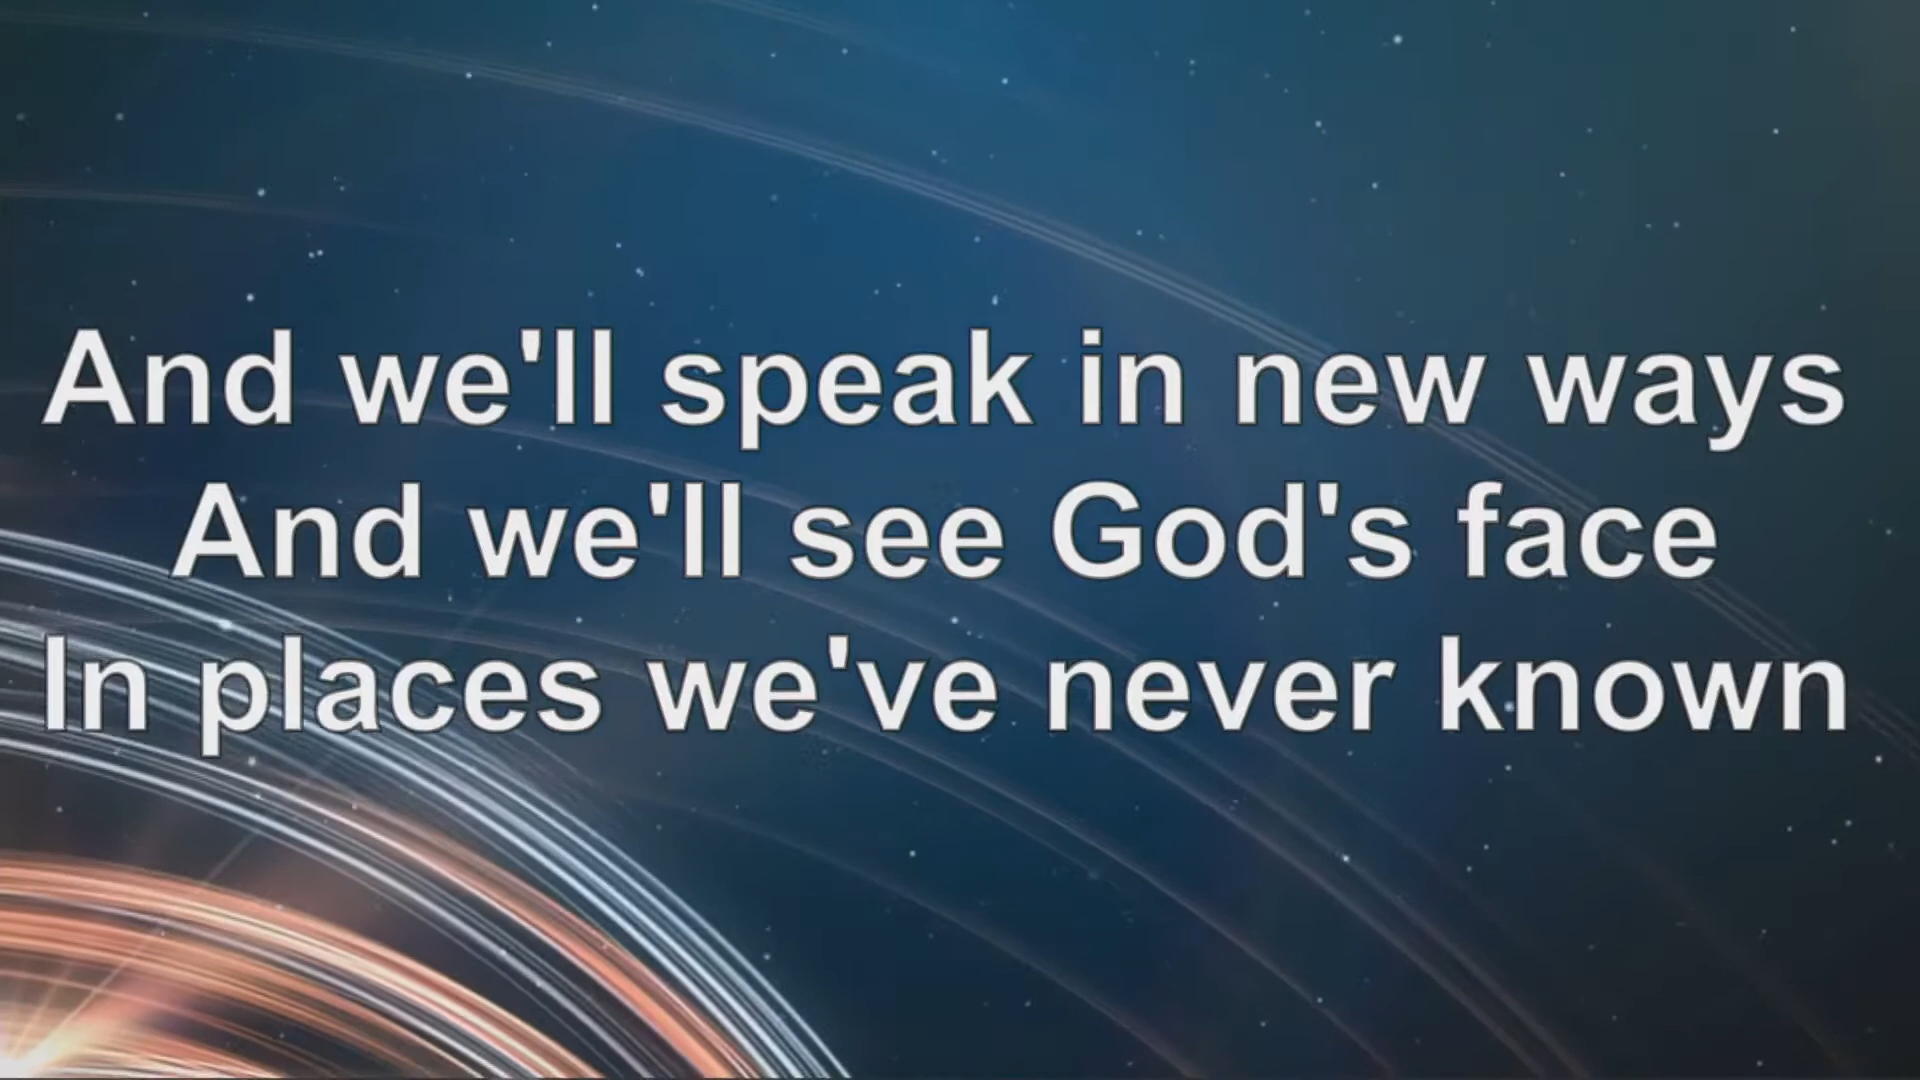 And we'll speak in new ways
And we'll see God's face
In places we've never known